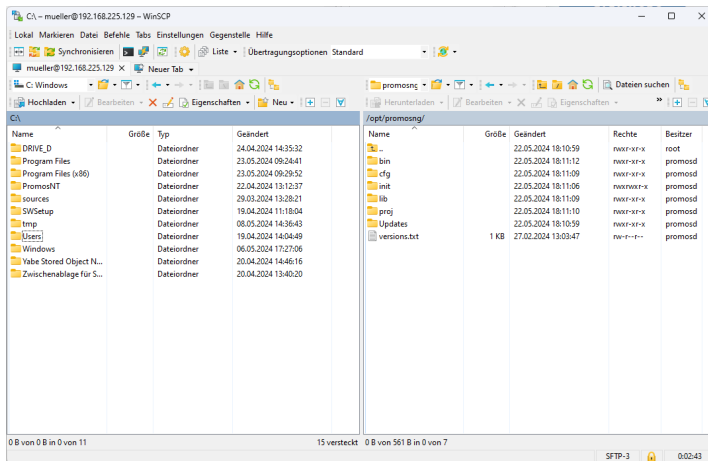 C:\ – mueller@192.168.225.129 – WinSCP
Lokal Markieren Datei Befehle Tabs Einstellungen Gegenstelle Hilfe
Synchronisieren Liste Übertragungsoptionen Standard
mueller@192.168.225.129 × Neuer Tab
C: Windows
promosng Dateien suchen
Hochladen Bearbeiten Eigenschaften Neu
Herunterladen Bearbeiten Eigenschaften »
C:\
/opt/promosng/
Name Größe Typ Geändert
DRIVE_D Dateiordner 24.04.2024 14:35:32
Program Files Dateiordner 23.05.2024 09:24:41
Program Files (x86) Dateiordner 23.05.2024 09:29:52
PromosNT Dateiordner 22.04.2024 13:12:37
sources Dateiordner 29.03.2024 13:28:21
SWSetup Dateiordner 19.04.2024 11:18:04
tmp Dateiordner 08.05.2024 14:36:43
Users Dateiordner 19.04.2024 14:04:49
Windows Dateiordner 06.05.2024 17:27:06
Yabe Stored Object N... Dateiordner 20.04.2024 14:46:16
Zwischenablage für S... Dateiordner 20.04.2024 13:40:20
Name Größe Geändert Rechte Besitzer
.. 22.05.2024 18:10:59 rwxr-xr-x root
bin 22.05.2024 18:11:12 rwxr-xr-x promosd
cfg 22.05.2024 18:11:09 rwxr-xr-x promosd
init 22.05.2024 18:11:06 rwxrwxr-x promosd
lib 22.05.2024 18:11:09 rwxr-xr-x promosd
proj 22.05.2024 18:11:10 rwxr-xr-x promosd
Updates 22.05.2024 18:10:59 rwxr-xr-x promosd
versions.txt 1 KB 27.02.2024 13:03:47 rw-r--r-- promosd
0 B von 0 B in 0 von 11 15 versteckt
0 B von 561 B in 0 von 7
SFTP-3 0:02:43